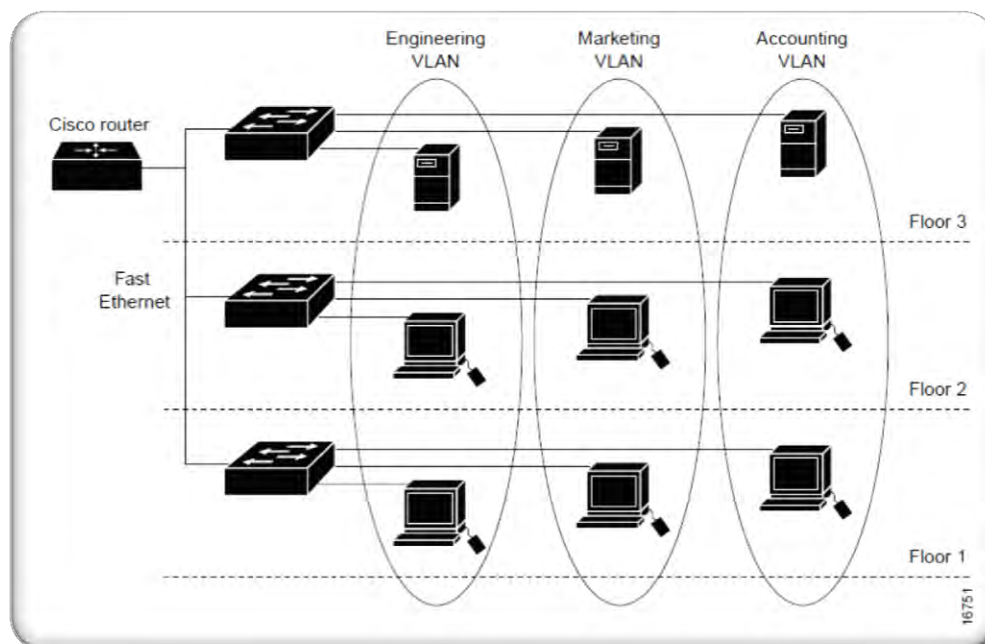 Engineering
VLAN
Marketing
VLAN
Accounting
VLAN
Cisco router
Floor 3
Fast
Ethernet
Floor 2
Floor 1
16751